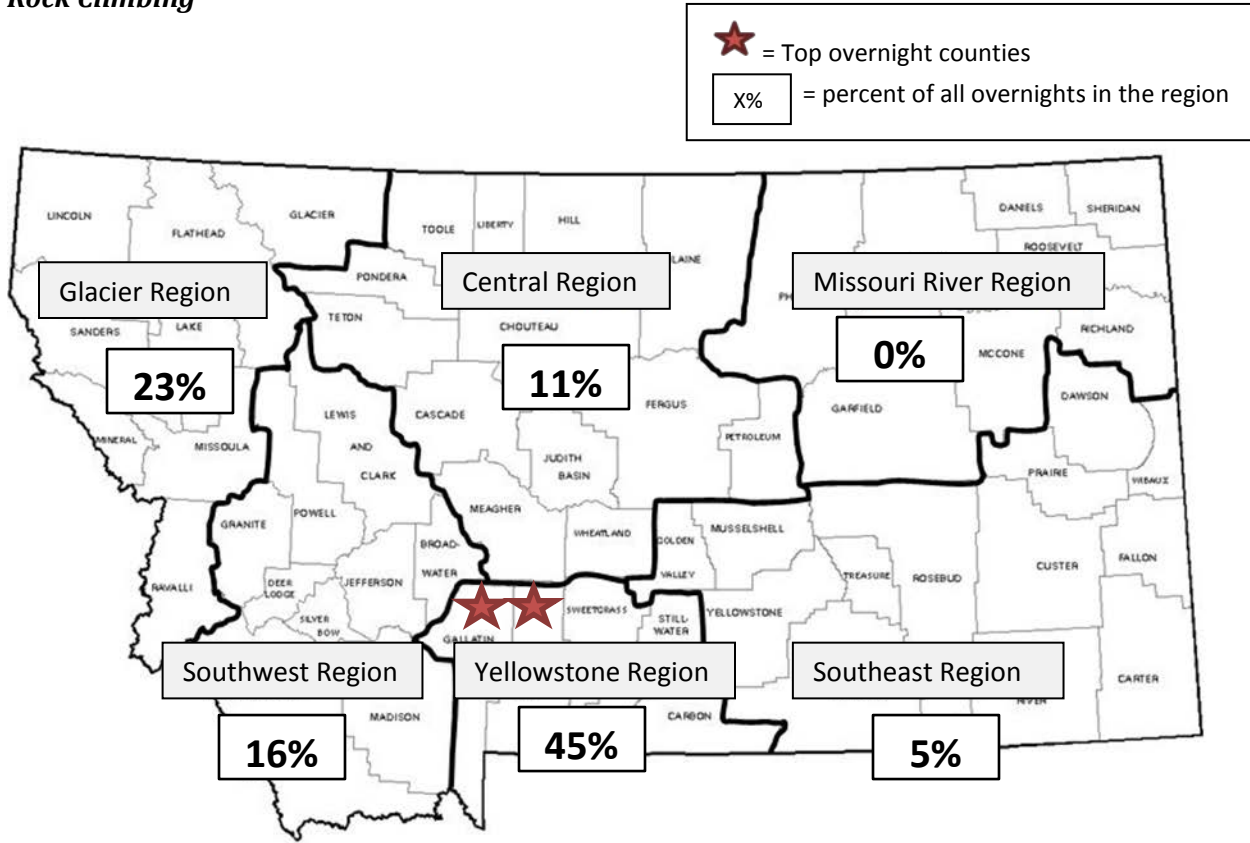 Rock Climbing
= Top overnight counties
X% = percent of all overnights in the region
LINCOLN
FLATHEAD
GLACIER
TOOLE
LIBERTY
HILL
LAINE
DANIELS
SHERIDAN
ROOSEVELT
PONDERA
Glacier Region
Central Region
Missouri River Region
PH
SANDERS
LAKE
TETON
CHOUTEAU
RICHLAND
23%
11%
0%
MCCONE
LEWIS
AND
CLARK
CASCADE
FERGUS
GARFIELD
DAWSON
MINERAL
MISSOULA
JUDITH
BASIN
PETROLEUM
PRAIRIE
WIBAUX
GRANITE
POWELL
MEAGHER
WHEATLAND
GOLDEN
VALLEY
MUSSELSHELL
BROAD-
WATER
RAVALLI
DEER
LODGE
JEFFERSON
TREASURE
ROSEBUD
CUSTER
FALLON
SILVER
BOW
GALLATIN
SWEETGRASS
STILL-
WATER
YELLOWSTONE
Southwest Region
Yellowstone Region
Southeast Region
CARTER
RIVER
MADISON
CARBON
16%
45%
5%